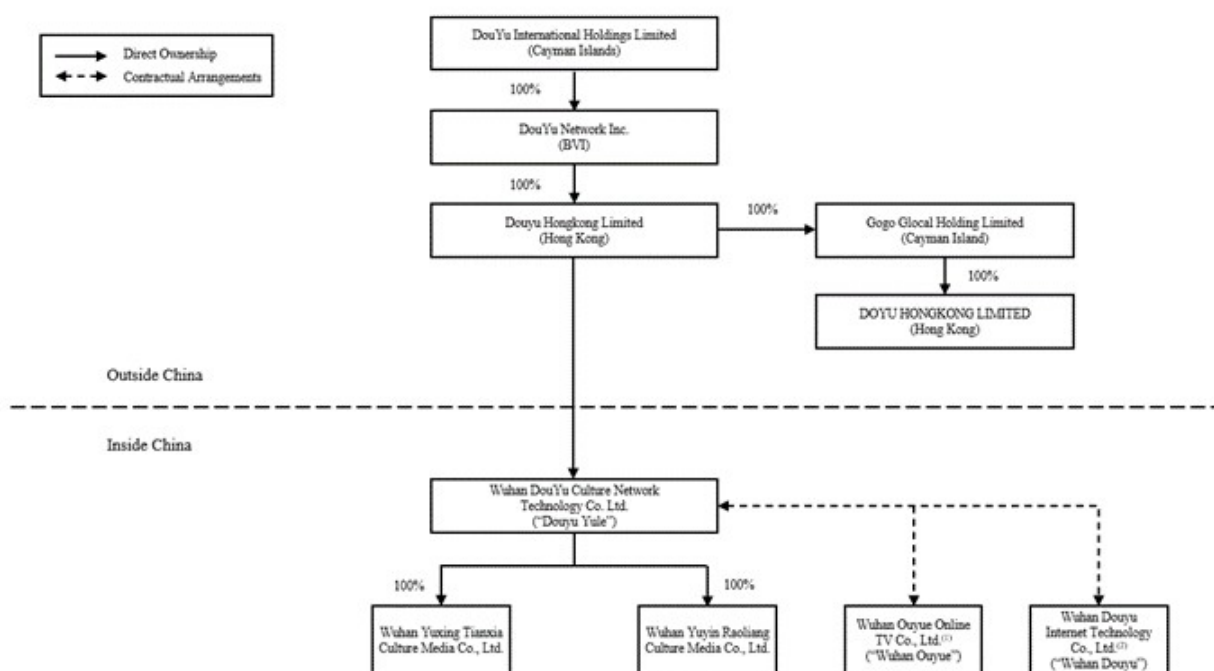 DouYu International Holdings Limited
(Cayman Islands)
Direct Ownership
Contractual Arrangements
100%
DouYu Network Inc.
(BVI)
100%
Douyu Hongkong Limited
(Hong Kong)
100%
Gogo Glocal Holding Limited
(Cayman Island)
100%
DOYU HONGKONG LIMITED
(Hong Kong)
Outside China
Inside China
Wuhan DouYu Culture Network
Technology Co. Ltd.
(“Douyu Yule”)
100%
100%
Wuhan Yuxing Tianxia
Culture Media Co., Ltd.
Wuhan Yuyin Raoliang
Culture Media Co., Ltd.
Wuhan Ouyue Online
TV Co., Ltd.(1)
(“Wuhan Ouyue”)
Wuhan Douyu
Internet Technology
Co., Ltd.(2)
(“Wuhan Douyu”)